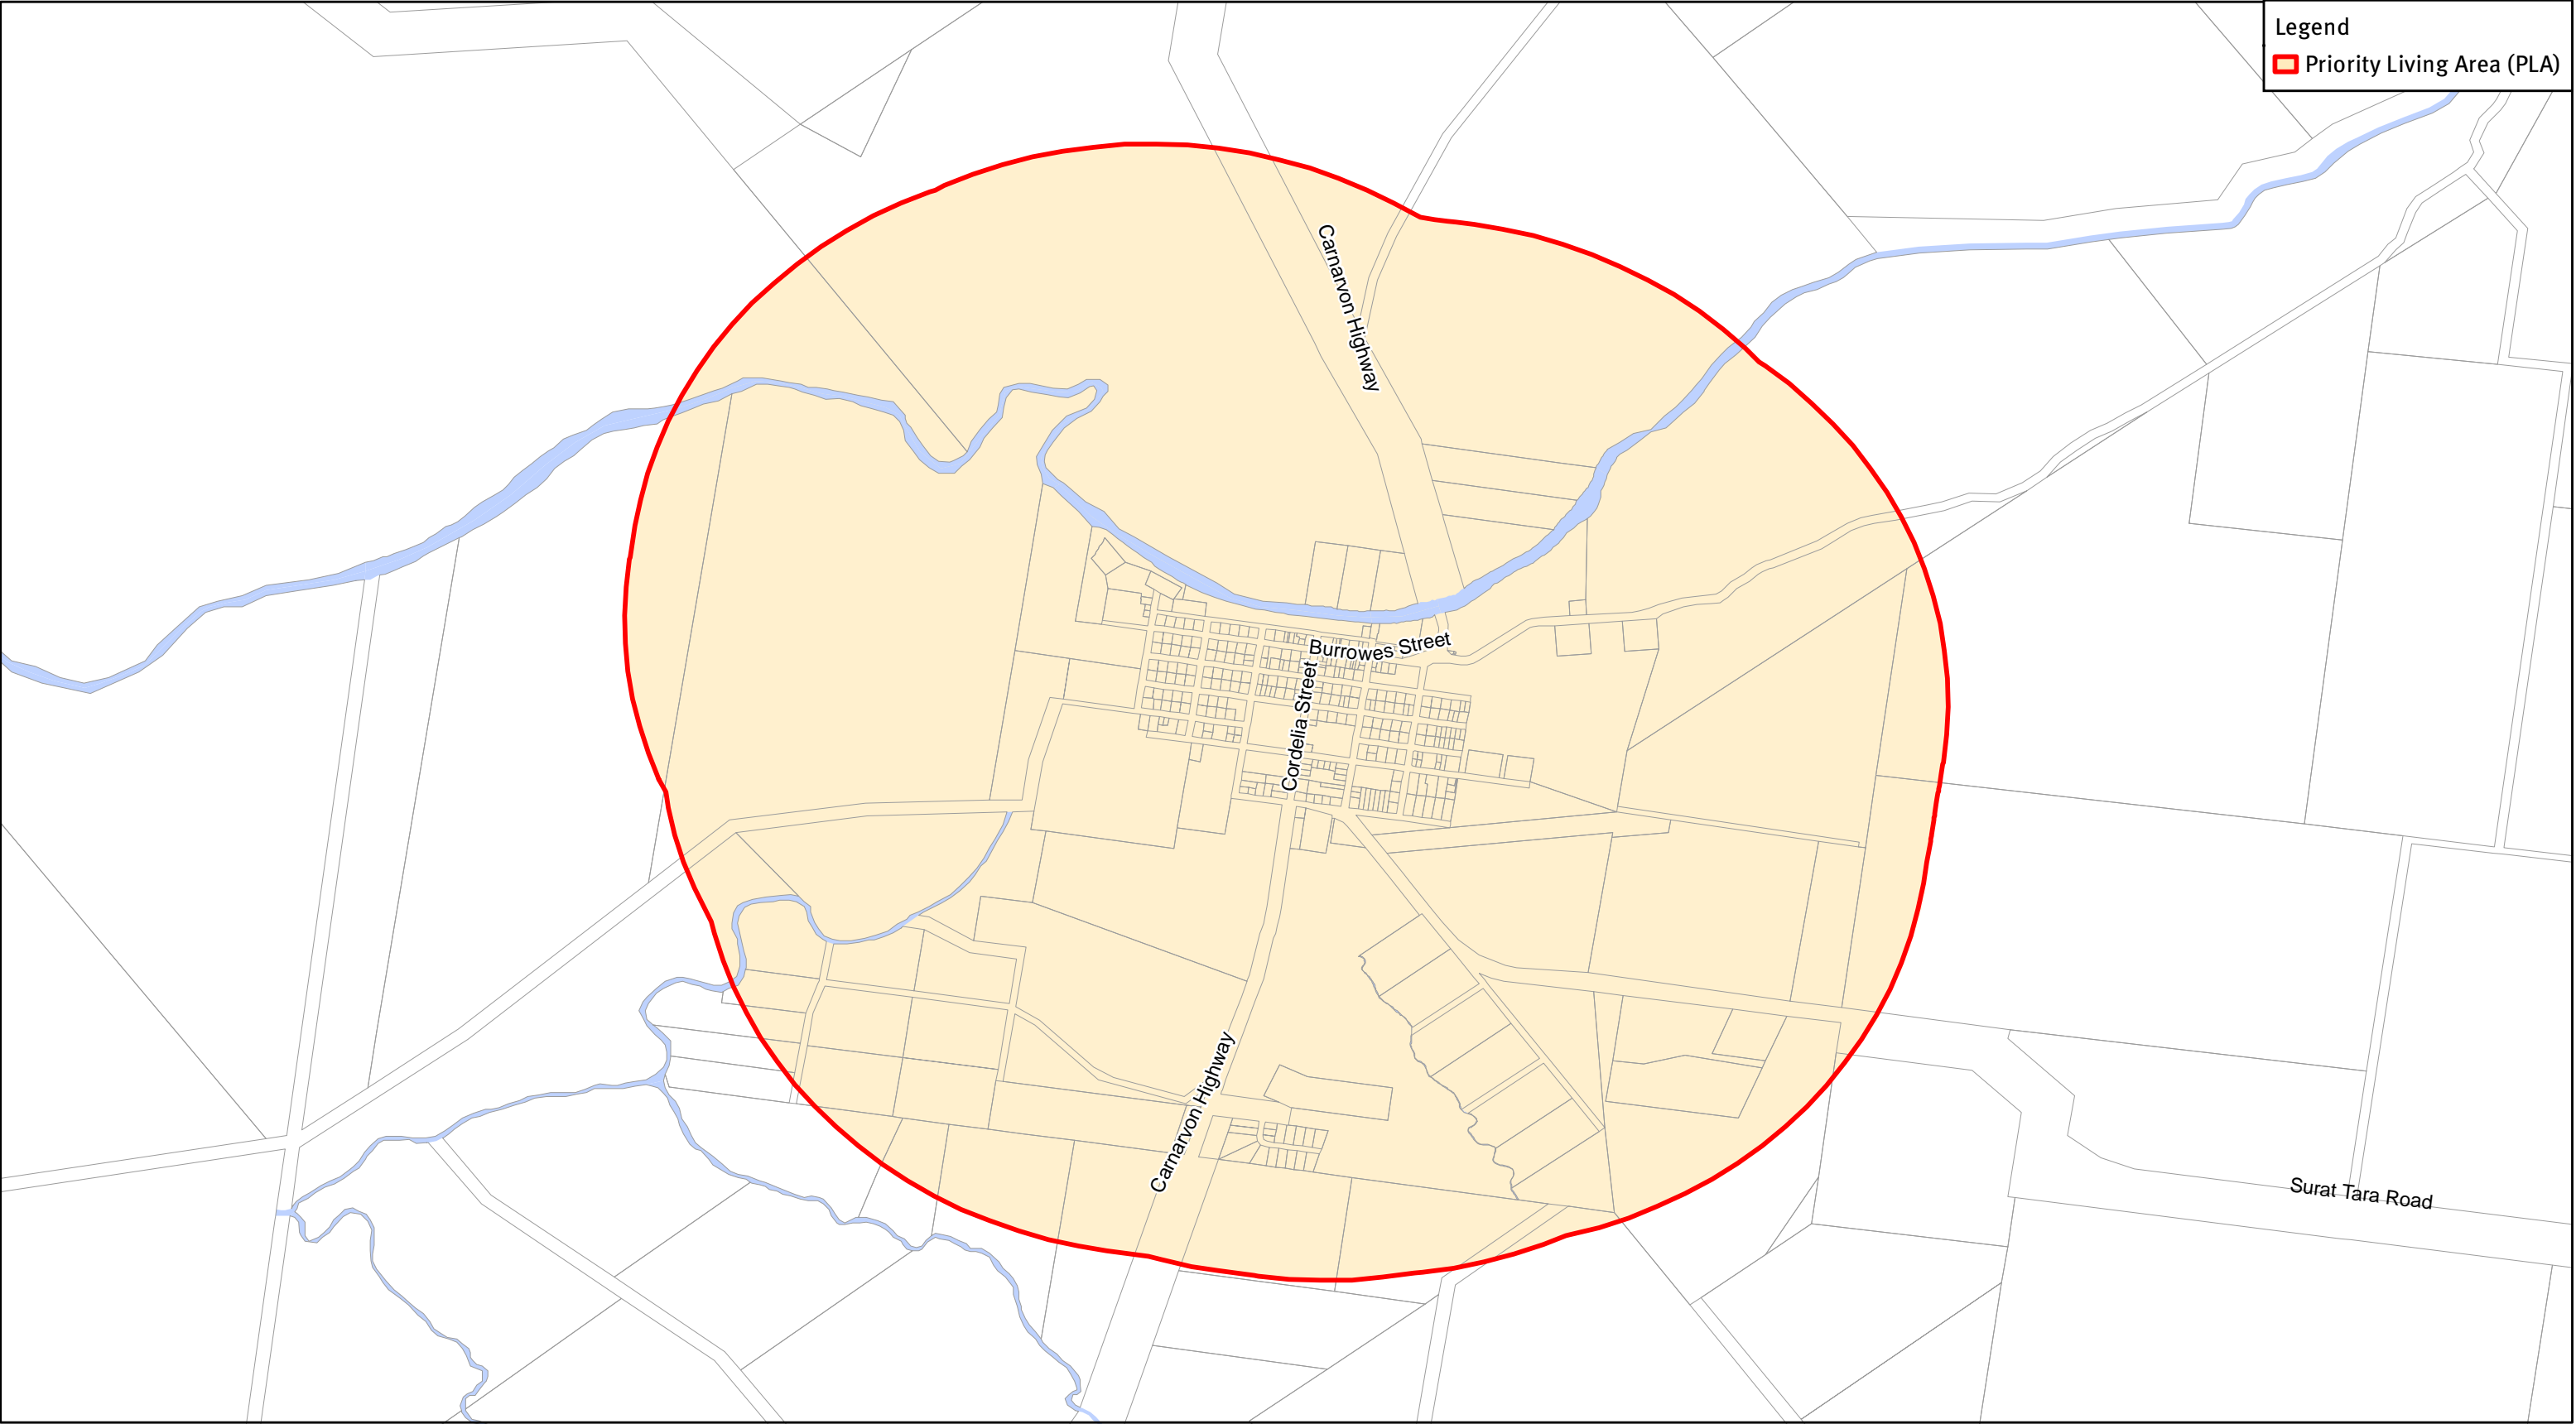 Legend
Priority Living Area (PLA)
Carnarvon Highway
Burrowes Street
Cordelia Street
Carnarvon Highway
Surat Tara Road